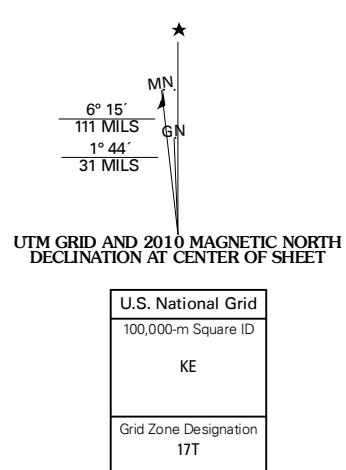 ★
M.N.
6° 15´
111 MILS
GN
1° 44´
31 MILS
UTM GRID AND 2010 MAGNETIC NORTH
DECLINATION AT CENTER OF SHEET
U.S. National Grid
100,000-m Square ID
KE
Grid Zone Designation
17T